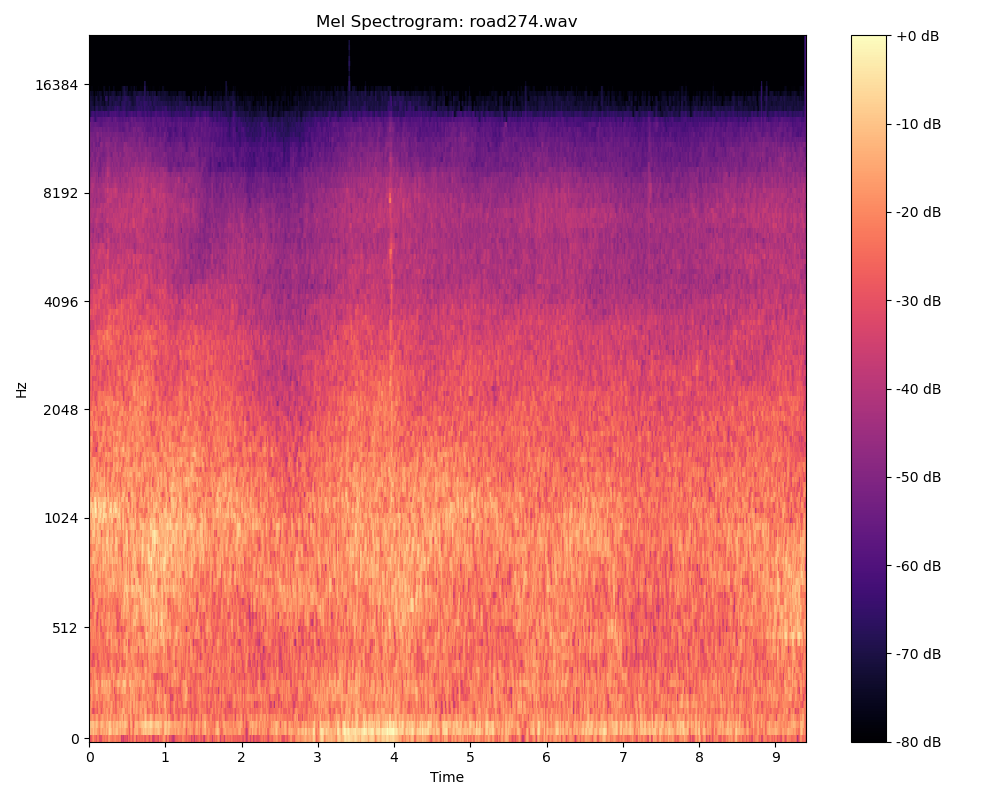 Mel Spectrogram: road274.wav
+0 dB
16384
-10 dB
8192
-20 dB
4096
-30 dB
Hz
-40 dB
2048
-50 dB
1024
-60 dB
512
-70 dB
0
-80 dB
0 1 2 3 4 5 6 7 8 9
Time